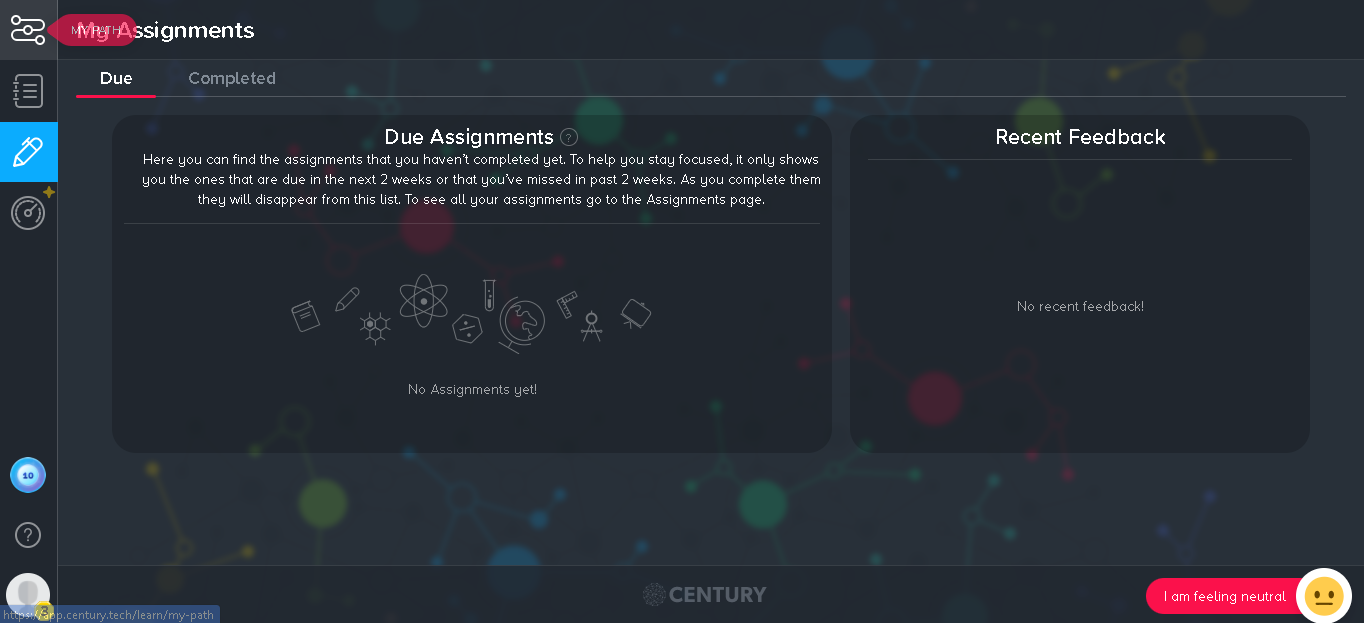 MY PATH
My Assignments
Due
Completed
Due Assignments ?
Here you can find the assignments that you haven't completed yet. To help you stay focused, it only shows
you the ones that are due in the next 2 weeks or that you've missed in past 2 weeks. As you complete them
they will disappear from this list. To see all your assignments go to the Assignments page.
No Assignments yet!
Recent Feedback
No recent feedback!
10
?
8
https://app.century.tech/learn/my-path
CENTURY
I am feeling neutral